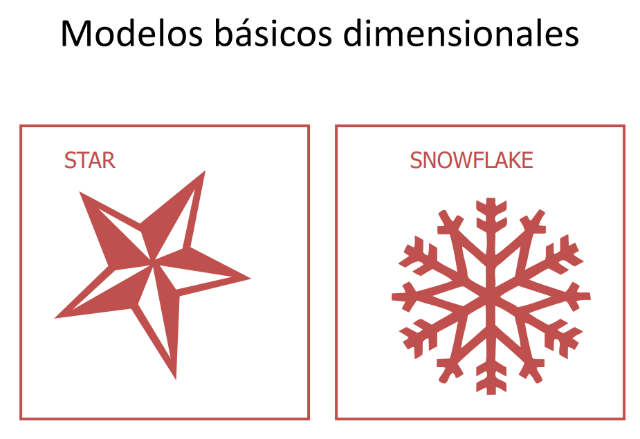 Modelos básicos dimensionales
STAR
SNOWFLAKE